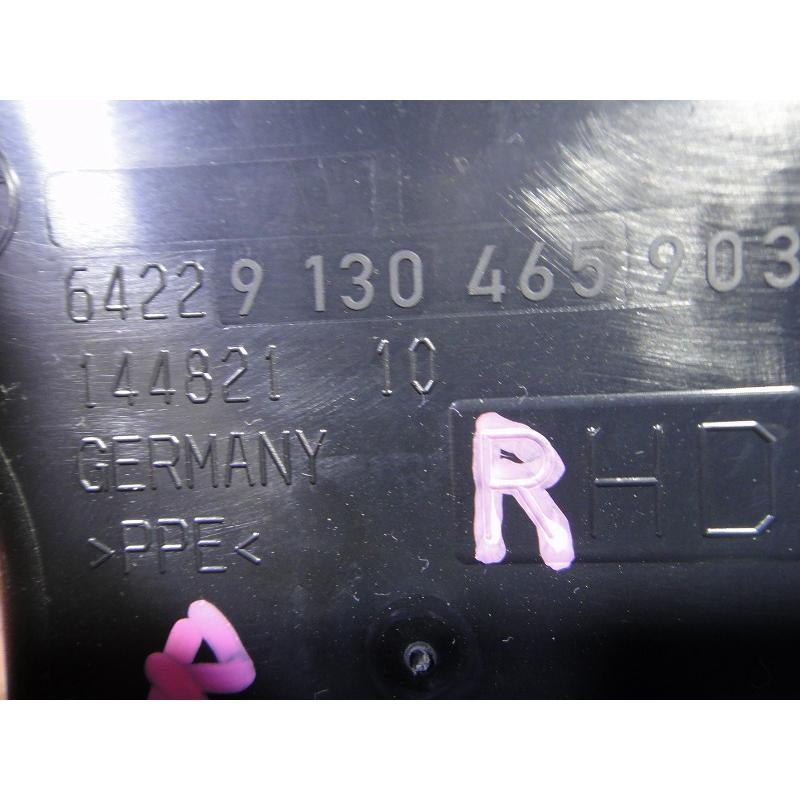 6422 9 130 465 903
144821 10
GERMANY
RHD
>PPE<